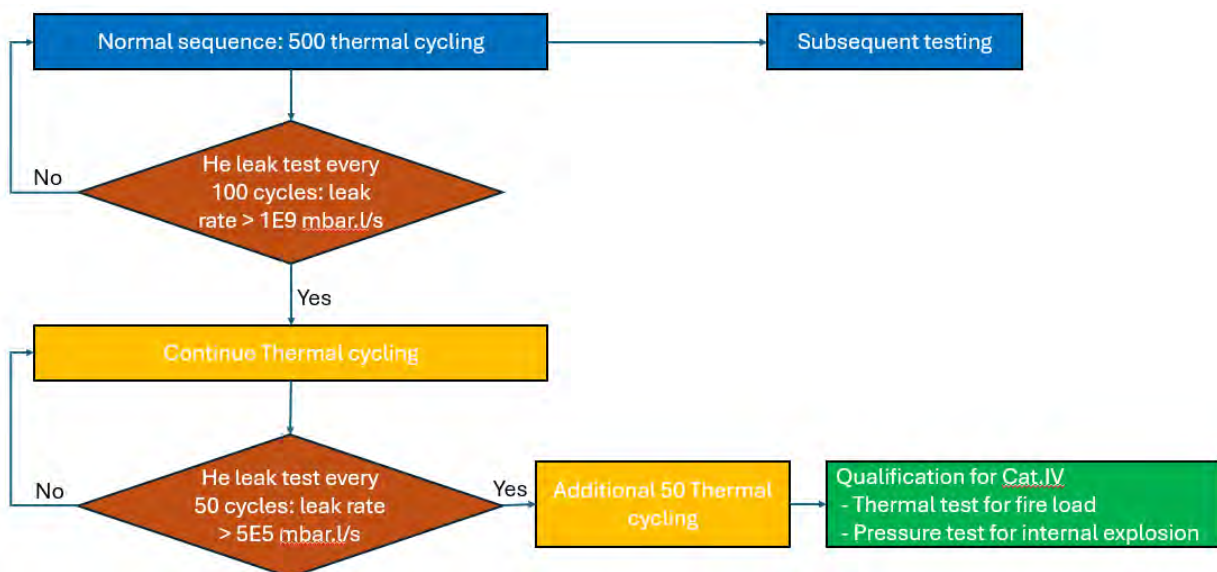 Normal sequence: 500 thermal cycling
Subsequent testing
He leak test every
100 cycles: leak
rate > 1E9 mbar.l/s
No
Yes
Continue Thermal cycling
He leak test every
50 cycles: leak rate
> 5E5 mbar.l/s
No
Yes
Additional 50 Thermal
cycling
Qualification for Cat.IV
- Thermal test for fire load
- Pressure test for internal explosion